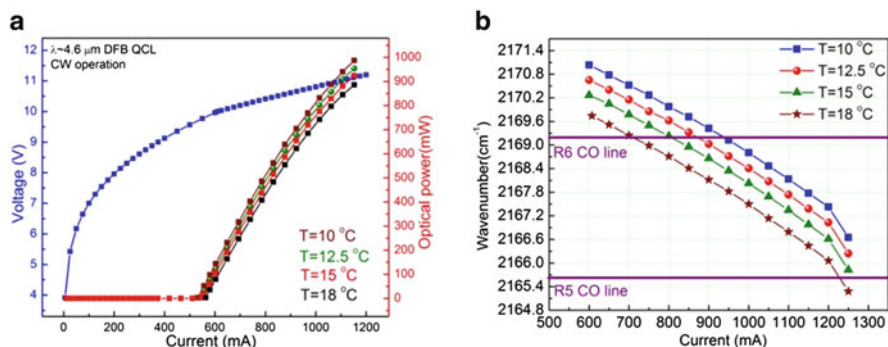 a
λ~4.6 μm DFB QCL
CW operation
Voltage (V)
12
11
10
9
8
7
6
5
4
Optical power(mW)
1000
900
800
700
600
500
400
300
200
100
0
T=10 °C
T=12.5 °C
T=15 °C
T=18 °C
0 200 400 600 800 1000 1200
Current (mA)
b
Wavenumber(cm⁻¹)
2171.4
2170.8
2170.2
2169.6
2169.0
2168.4
2167.8
2167.2
2166.6
2166.0
2165.4
2164.8
T=10 °C
T=12.5 °C
T=15 °C
T=18 °C
R6 CO line
R5 CO line
500 600 700 800 900 1000 1100 1200 1300
Current (mA)